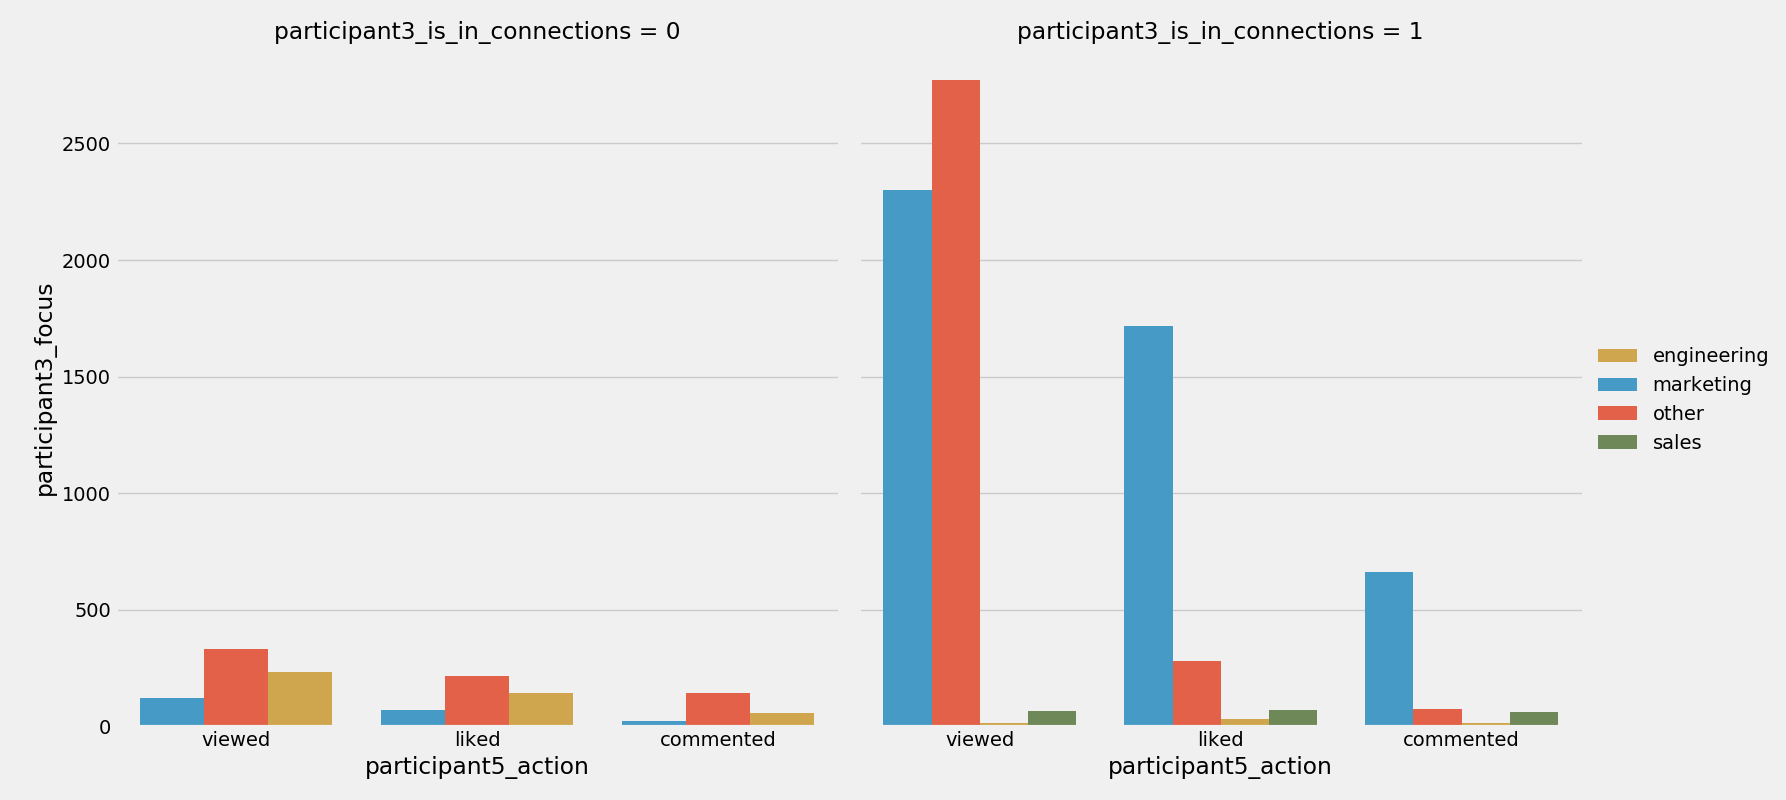 participant3_is_in_connections = 0
participant3_is_in_connections = 1
participant3_focus
2500
2000
1500
1000
500
0
viewed
liked
commented
participant5_action
viewed
liked
commented
participant5_action
engineering
marketing
other
sales